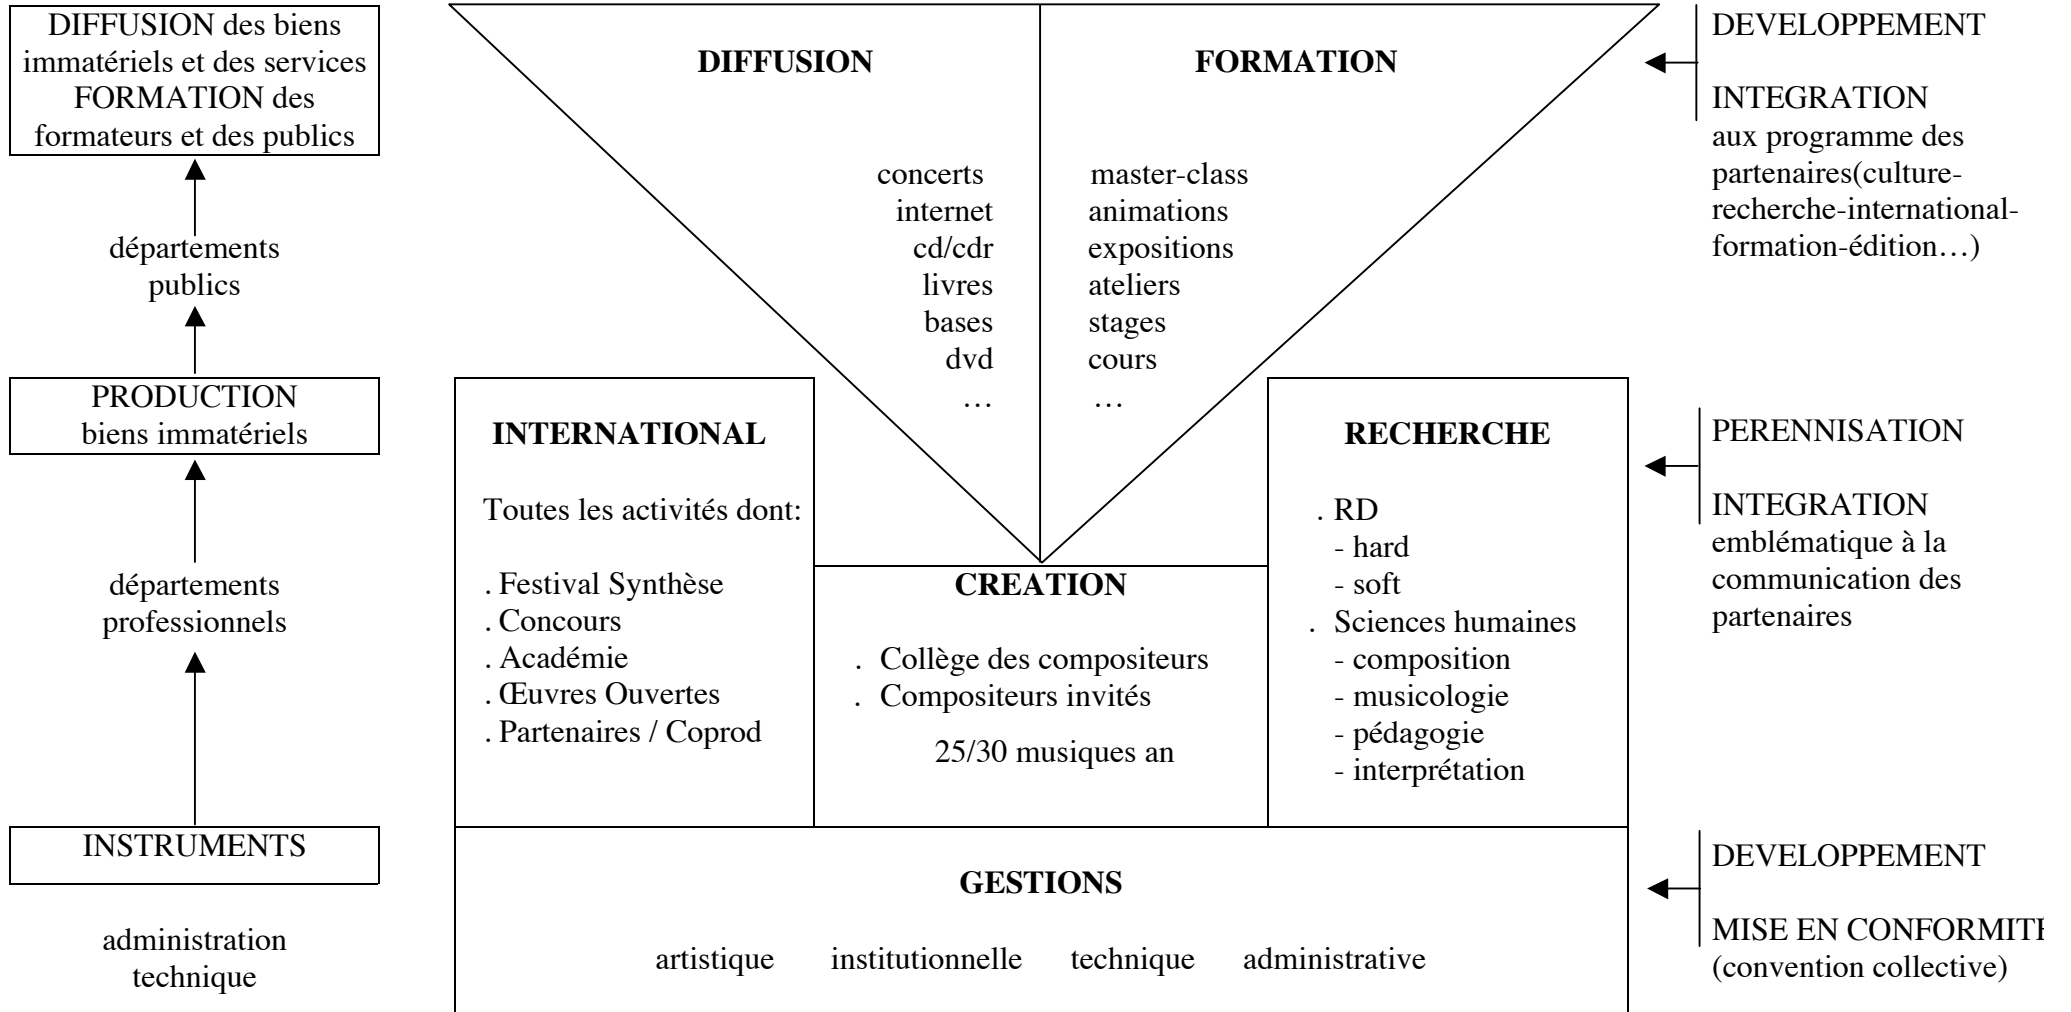 DIFFUSION des biens
immatériels et des services
FORMATION des
formateurs et des publics
départements
publics
PRODUCTION
biens immatériels
départements
professionnels
INSTRUMENTS
administration
technique
DIFFUSION
concerts
internet
cd/cdr
livres
bases
dvd
…
FORMATION
master-class
animations
expositions
ateliers
stages
cours
…
INTERNATIONAL
Toutes les activités dont:
. Festival Synthèse
. Concours
. Académie
. Œuvres Ouvertes
. Partenaires / Coprod
CREATION
. Collège des compositeurs
. Compositeurs invités
25/30 musiques an
RECHERCHE
. RD
- hard
- soft
. Sciences humaines
- composition
- musicologie
- pédagogie
- interprétation
GESTIONS
artistique institutionnelle technique administrative
DEVELOPPEMENT
INTEGRATION
aux programme des
partenaires(culture-
recherche-international-
formation-édition…)
PERENNISATION
INTEGRATION
emblématique à la
communication des
partenaires
DEVELOPPEMENT
MISE EN CONFORMITE
(convention collective)